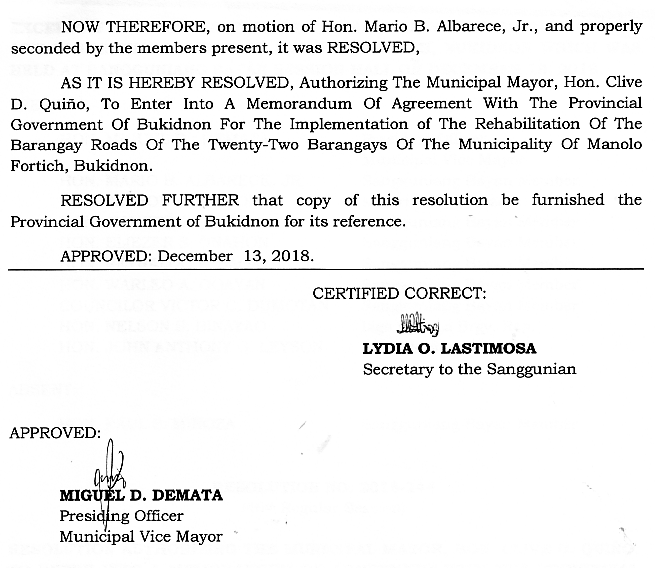 NOW THEREFORE, on motion of Hon. Mario B. Albarece, Jr., and properly
seconded by the members present, it was RESOLVED,
AS IT IS HEREBY RESOLVED, Authorizing The Municipal Mayor, Hon. Clive
D. Quiño, To Enter Into A Memorandum Of Agreement With The Provincial
Government Of Bukidnon For The Implementation of The Rehabilitation Of The
Barangay Roads Of The Twenty-Two Barangays Of The Municipality Of Manolo
Fortich, Bukidnon.
RESOLVED FURTHER that copy of this resolution be furnished the
Provincial Government of Bukidnon for its reference.
APPROVED: December 13, 2018.
CERTIFIED CORRECT:
LYDIA O. LASTIMOSA
Secretary to the Sanggunian
APPROVED:
MIGUEL D. DEMATA
Presiding Officer
Municipal Vice Mayor